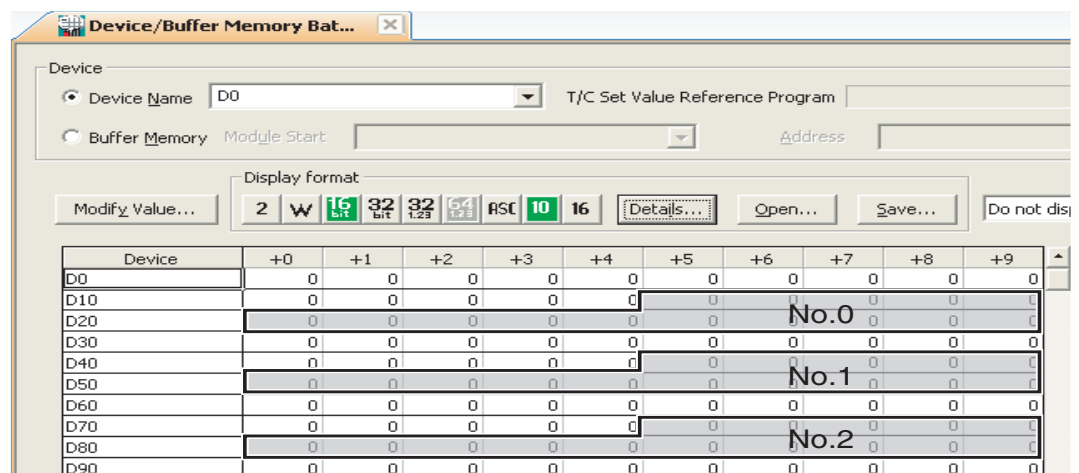 Device/Buffer Memory Bat...
Device
Device Name D0 T/C Set Value Reference Program
Buffer Memory Module Start Address
Display format
Modify Value... 2 W 16 bit 32 bit 32 1.23 64 1.23 ASC 10 16 Details... Open... Save... Do not dis
Device +0 +1 +2 +3 +4 +5 +6 +7 +8 +9
D0 0 0 0 0 0 0 0 0 0 0
D10 0 0 0 0 0 0 0 0 0 0
No.0
D20 0 0 0 0 0 0 0 0 0 0
D30 0 0 0 0 0 0 0 0 0 0
D40 0 0 0 0 0 0 0 0 0 0
No.1
D50 0 0 0 0 0 0 0 0 0 0
D60 0 0 0 0 0 0 0 0 0 0
D70 0 0 0 0 0 0 0 0 0 0
No.2
D80 0 0 0 0 0 0 0 0 0 0
D90 0 0 0 0 0 0 0 0 0 0